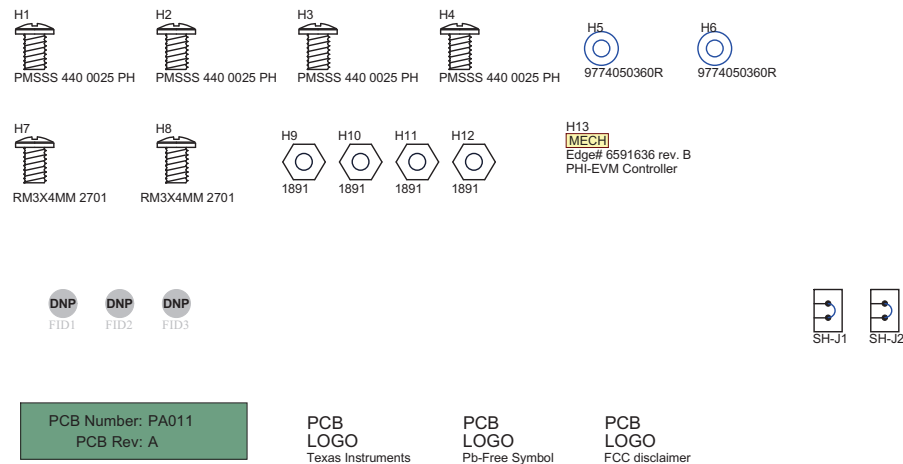 H1 H2 H3 H4 H5 H6
PMSSS 440 0025 PH PMSSS 440 0025 PH PMSSS 440 0025 PH PMSSS 440 0025 PH 9774050360R 9774050360R
H7 H8 H9 H10 H11 H12 H13
MECH
Edge# 6591636 rev. B
PHI-EVM Controller
1891 1891 1891 1891
RM3X4MM 2701 RM3X4MM 2701
DNP DNP DNP
FID1 FID2 FID3
SH-J1 SH-J2
PCB Number: PA011
PCB Rev: A
PCB PCB PCB
LOGO LOGO LOGO
Texas Instruments Pb-Free Symbol FCC disclaimer